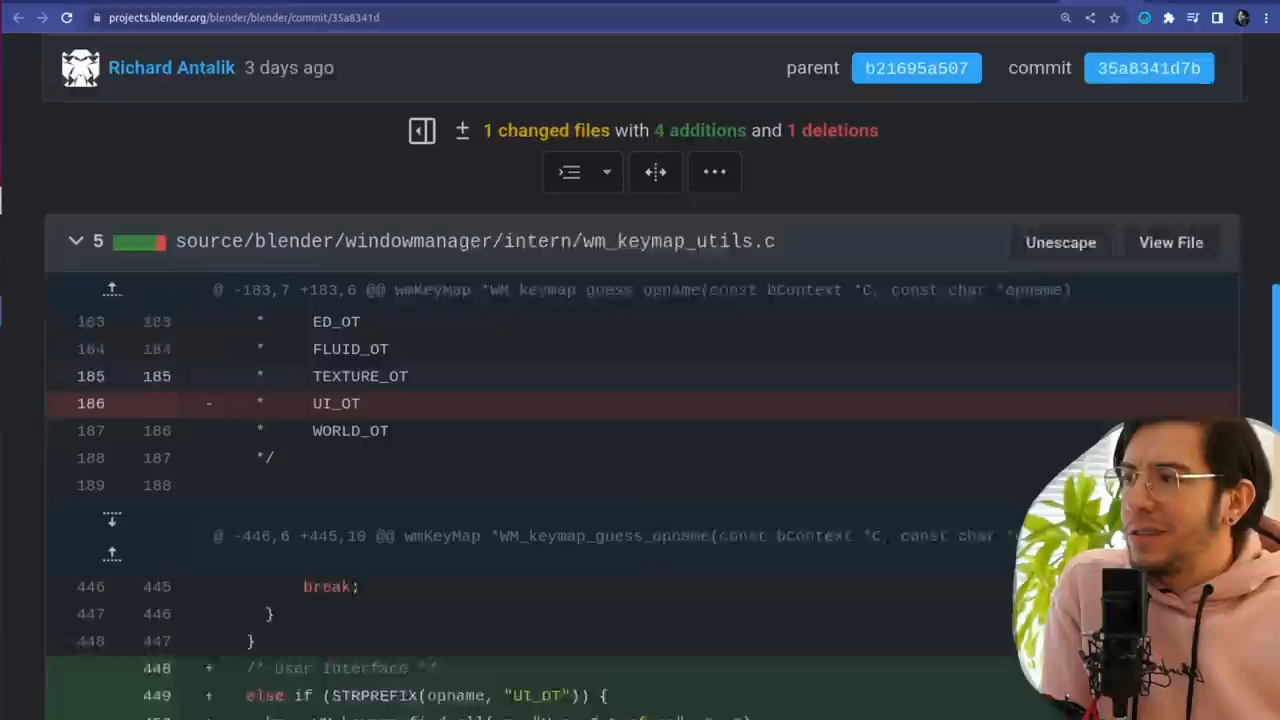 projects.blender.org/blender/blender/commit/35a8341d
Richard Antalik 3 days ago parent b21695a507 commit 35a8341d7b
1 changed files with 4 additions and 1 deletions
5 source/blender/windowmanager/intern/wm_keymap_utils.c Unescape View File
@ -183,7 +183,6 @@ wmKeyMap *WM_keymap_guess_opname(const bContext *C, const char *opname)
183 183 * ED_OT
184 184 * FLUID_OT
185 185 * TEXTURE_OT
186 - * UI_OT
187 186 * WORLD_OT
188 187 */
189 188
@ -446,6 +445,10 @@ wmKeyMap *WM_keymap_guess_opname(const bContext *C, const char
446 445 break;
447 446 }
448 447 }
448 + /* User Interface */
449 + else if (STRPREFIX(opname, "UI_OT")) {